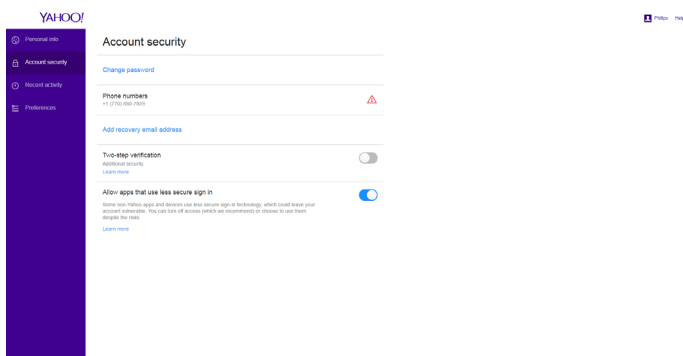 YAHOO!
Philips Help
Personal info
Account security
Recent activity
Preferences
Account security
Change password
Phone numbers
+1 (770)
Add recovery email address
Two-step verification
Additional security
Learn more
Allow apps that use less secure sign in
Some non-Yahoo apps and devices use less secure sign-in technology, which could leave your
account vulnerable. You can turn off access (which we recommend) or choose to use them
despite the risks.
Learn more